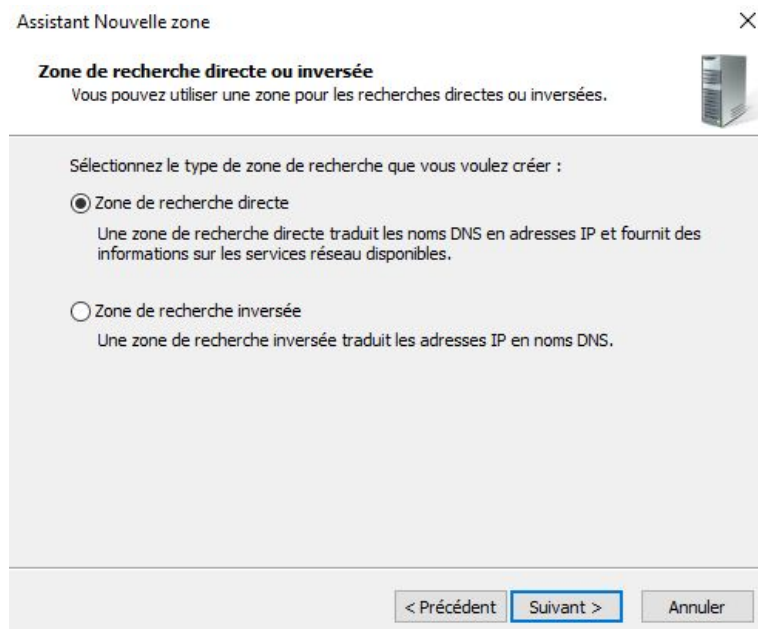 Assistant Nouvelle zone
Zone de recherche directe ou inversée
Vous pouvez utiliser une zone pour les recherches directes ou inversées.
Sélectionnez le type de zone de recherche que vous voulez créer :
Zone de recherche directe
Une zone de recherche directe traduit les noms DNS en adresses IP et fournit des
informations sur les services réseau disponibles.
Zone de recherche inversée
Une zone de recherche inversée traduit les adresses IP en noms DNS.
< Précédent Suivant > Annuler